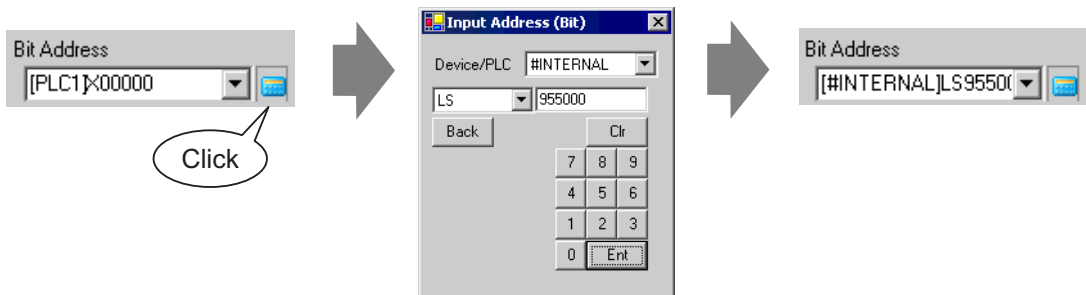 Bit Address
[PLC1]X00000
Click
Input Address (Bit)
Device/PLC #INTERNAL
LS 955000
Back Clr
7 8 9
4 5 6
1 2 3
0 Ent
Bit Address
[#INTERNAL]LS95500